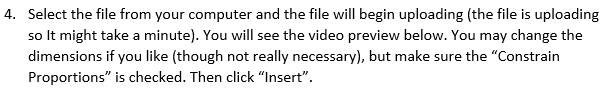 4. Select the file from your computer and the file will begin uploading (the file is uploading
so It might take a minute). You will see the video preview below. You may change the
dimensions if you like (though not really necessary), but make sure the “Constrain
Proportions” is checked. Then click “Insert”.